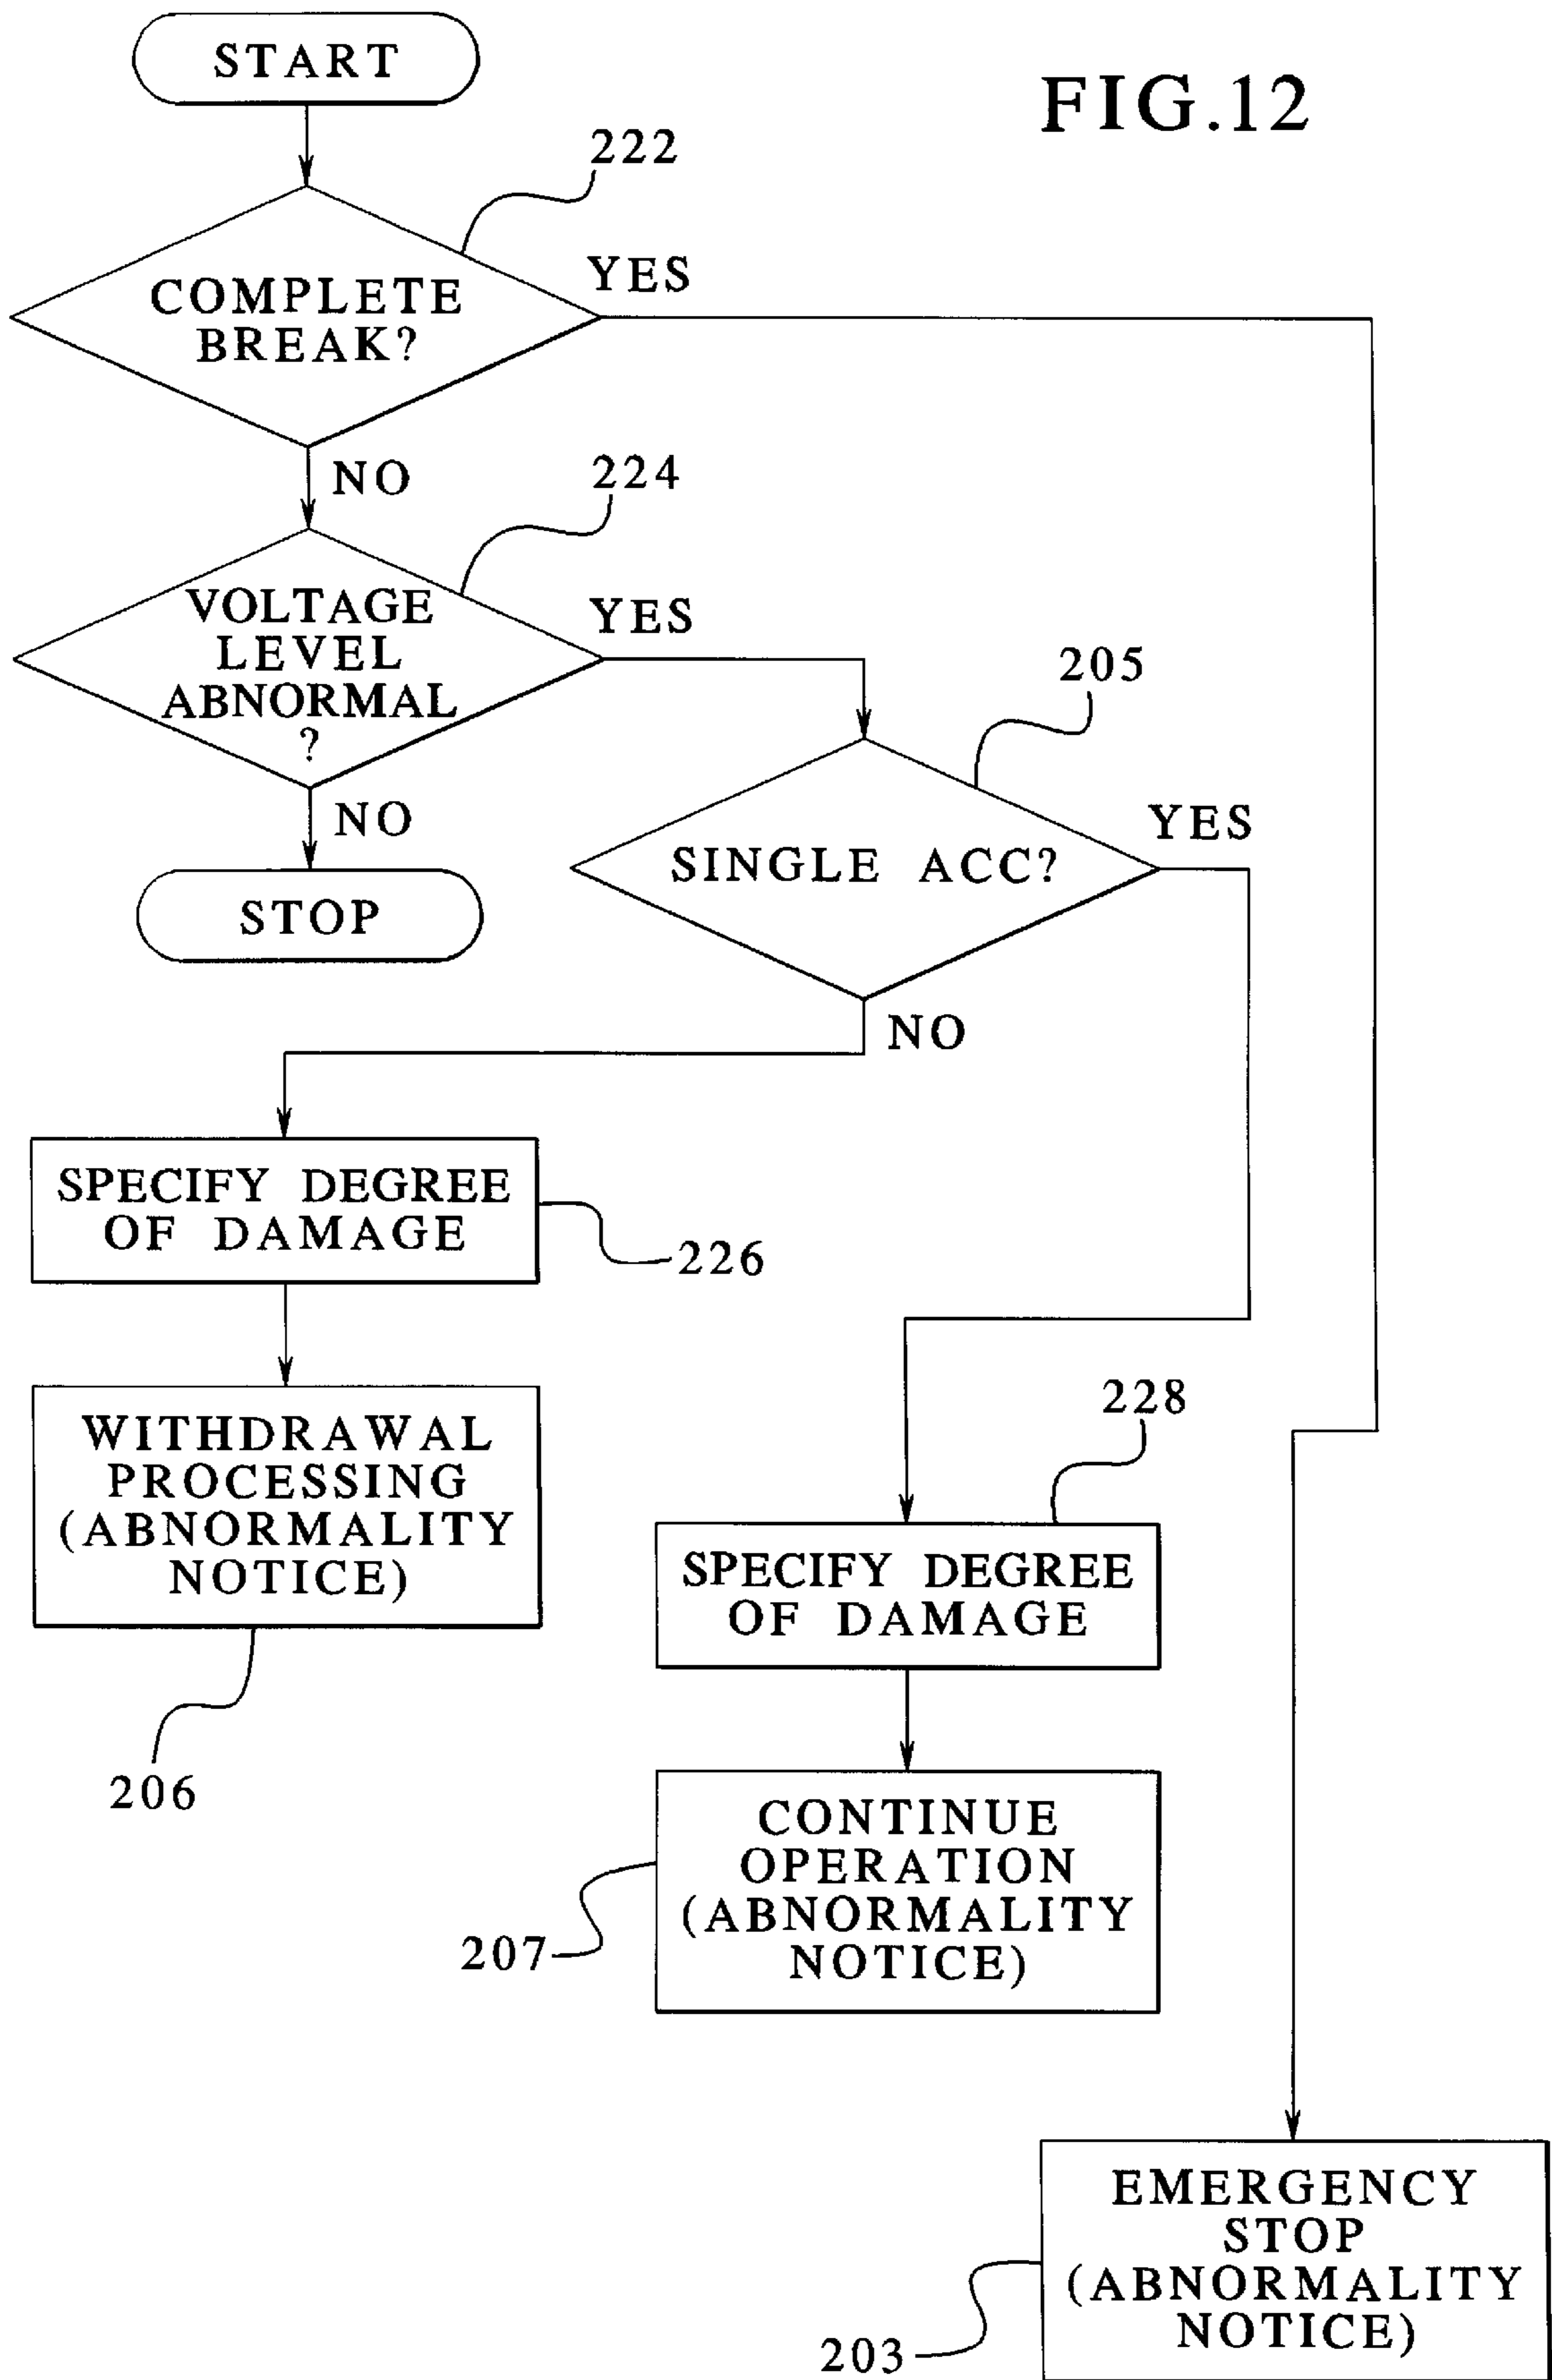 START
FIG.12
222
COMPLETE
BREAK?
YES
NO
224
VOLTAGE
LEVEL
ABNORMAL
?
YES
NO
STOP
205
SINGLE ACC?
YES
NO
SPECIFY DEGREE
OF DAMAGE
226
WITHDRAWAL
PROCESSING
(ABNORMALITY
NOTICE)
206
228
SPECIFY DEGREE
OF DAMAGE
CONTINUE
OPERATION
(ABNORMALITY
NOTICE)
207
EMERGENCY
STOP
(ABNORMALITY
NOTICE)
203